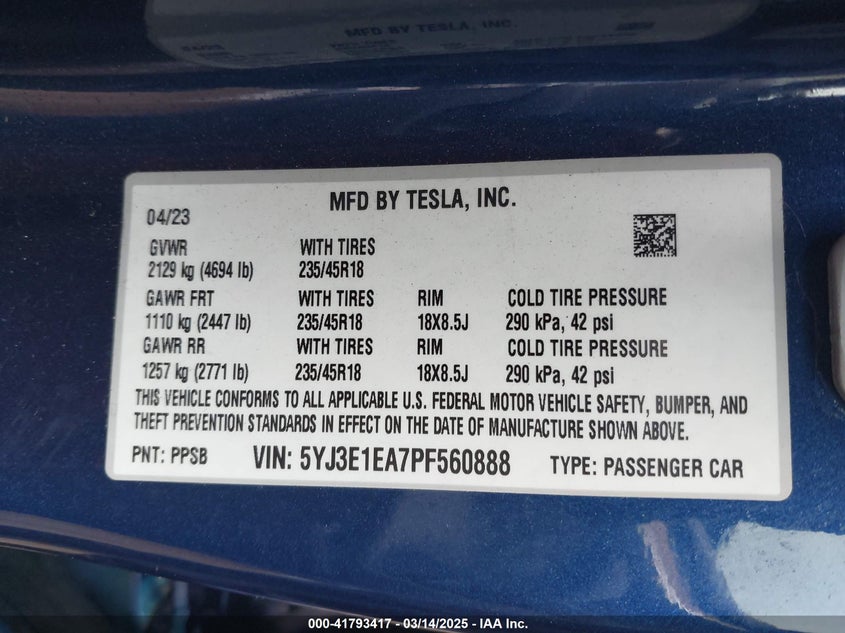 MFD BY TESLA, INC.
MFD BY TESLA, INC.
04/23
GVWR WITH TIRES
2129 kg (4694 lb) 235/45R18
GAWR FRT WITH TIRES RIM COLD TIRE PRESSURE
1110 kg (2447 lb) 235/45R18 18X8.5J 290 kPa, 42 psi
GAWR RR WITH TIRES RIM COLD TIRE PRESSURE
1257 kg (2771 lb) 235/45R18 18X8.5J 290 kPa, 42 psi
THIS VEHICLE CONFORMS TO ALL APPLICABLE U.S. FEDERAL MOTOR VEHICLE SAFETY, BUMPER, AND
THEFT PREVENTION STANDARDS IN EFFECT ON THE DATE OF MANUFACTURE SHOWN ABOVE.
PNT: PPSB VIN: 5YJ3E1EA7PF560888 TYPE: PASSENGER CAR
000-41793417 - 03/14/2025 - IAA Inc.